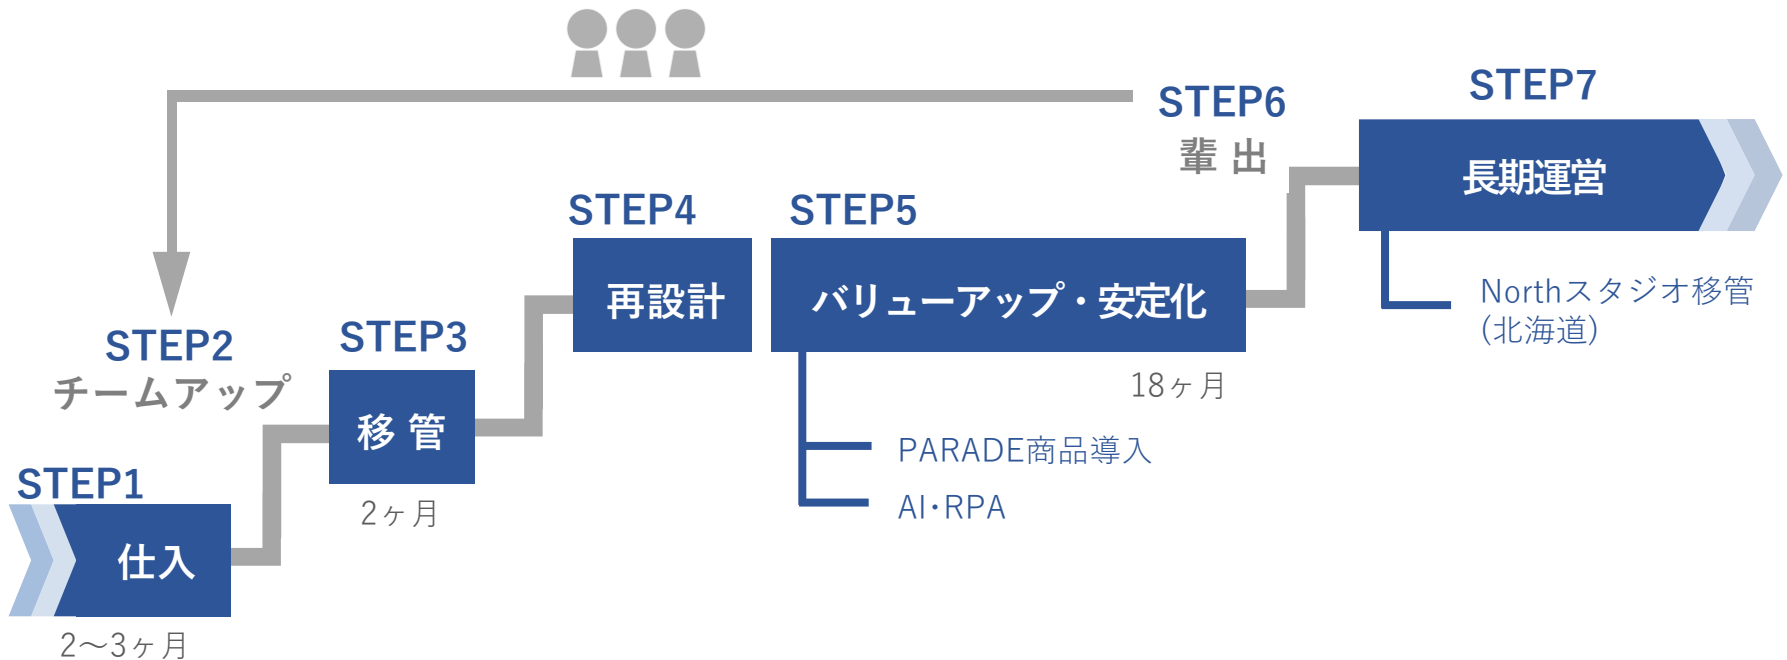 STEP1
仕入
2～3ヶ月
STEP2
チームアップ
STEP3
移管
2ヶ月
STEP4
再設計
STEP5
バリューアップ・安定化
18ヶ月
PARADE商品導入
AI･RPA
STEP6
輩出
STEP7
長期運営
Northスタジオ移管
(北海道)